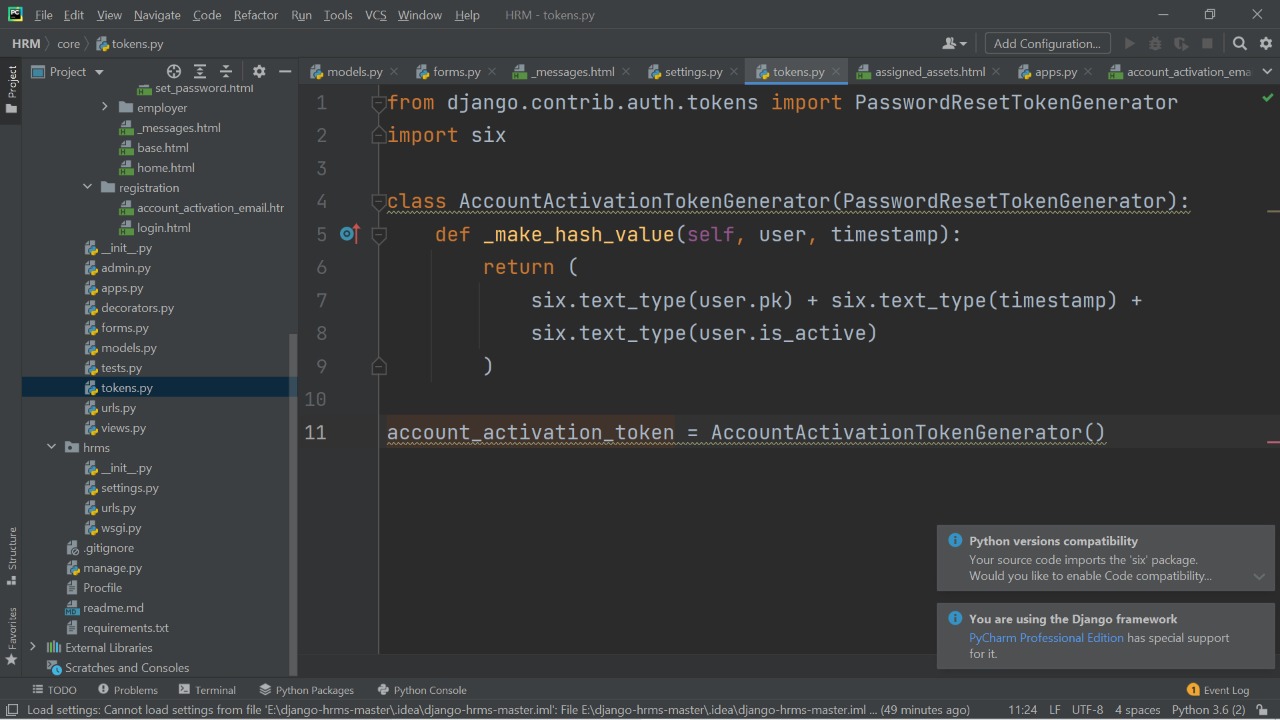 PC File Edit View Navigate Code Refactor Run Tools VCS Window Help HRM - tokens.py
HRM core tokens.py Add Configuration...
Project
Project
models.py forms.py _messages.html settings.py tokens.py assigned_assets.html apps.py account_activation_emai
set_password.html
employer
_messages.html
base.html
home.html
registration
account_activation_email.htr
login.html
__init__.py
admin.py
apps.py
decorators.py
forms.py
models.py
tests.py
tokens.py
urls.py
views.py
hrms
__init__.py
settings.py
urls.py
wsgi.py
.gitignore
manage.py
Procfile
readme.md
requirements.txt
External Libraries
Scratches and Consoles
Structure
Favorites
1 from django.contrib.auth.tokens import PasswordResetTokenGenerator
2 import six
3
4 class AccountActivationTokenGenerator(PasswordResetTokenGenerator):
5 def _make_hash_value(self, user, timestamp):
6 return (
7 six.text_type(user.pk) + six.text_type(timestamp) +
8 six.text_type(user.is_active)
9 )
10
11 account_activation_token = AccountActivationTokenGenerator()
Python versions compatibility
Your source code imports the 'six' package.
Would you like to enable Code compatibility...
You are using the Django framework
PyCharm Professional Edition has special support
for it.
TODO Problems Terminal Python Packages Python Console 1 Event Log
Load settings: Cannot load settings from file 'E:\django-hrms-master\.idea\django-hrms-master.iml': File E:\django-hrms-master\.idea\django-hrms-master.iml ... (49 minutes ago) 11:24 LF UTF-8 4 spaces Python 3.6 (2)